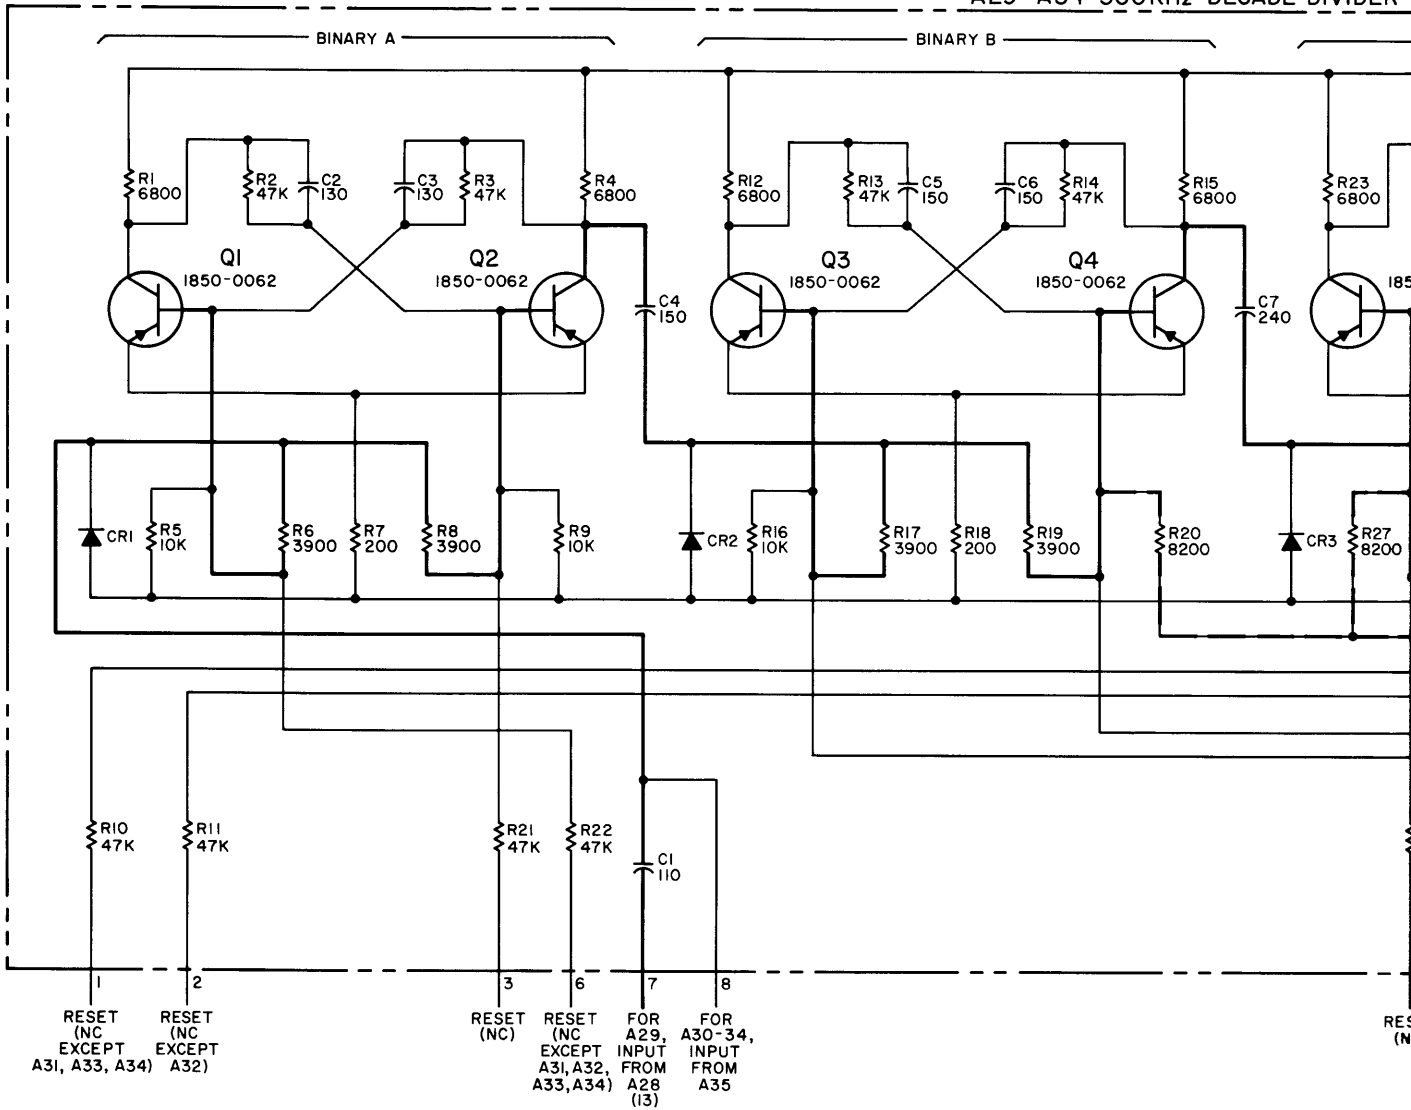 BINARY A
BINARY B
R1
6800
R2
47K
C2
130
C3
130
R3
47K
R4
6800
R12
6800
R13
47K
C5
150
C6
150
R14
47K
R15
6800
R23
6800
Q1
1850-0062
Q2
1850-0062
C4
150
Q3
1850-0062
Q4
1850-0062
C7
240
CR1
R5
10K
R6
3900
R7
200
R8
3900
R9
10K
CR2
R16
10K
R17
3900
R18
200
R19
3900
R20
8200
CR3
R27
8200
R10
47K
R11
47K
R21
47K
R22
47K
C1
110
1
2
3
6
7
8
RESET
(NC
EXCEPT
A31, A33, A34)
RESET
(NC
EXCEPT
A32)
RESET
(NC)
RESET
(NC
EXCEPT
A31, A32,
A33, A34)
FOR
A29,
INPUT
FROM
A28
(13)
FOR
A30-34,
INPUT
FROM
A35